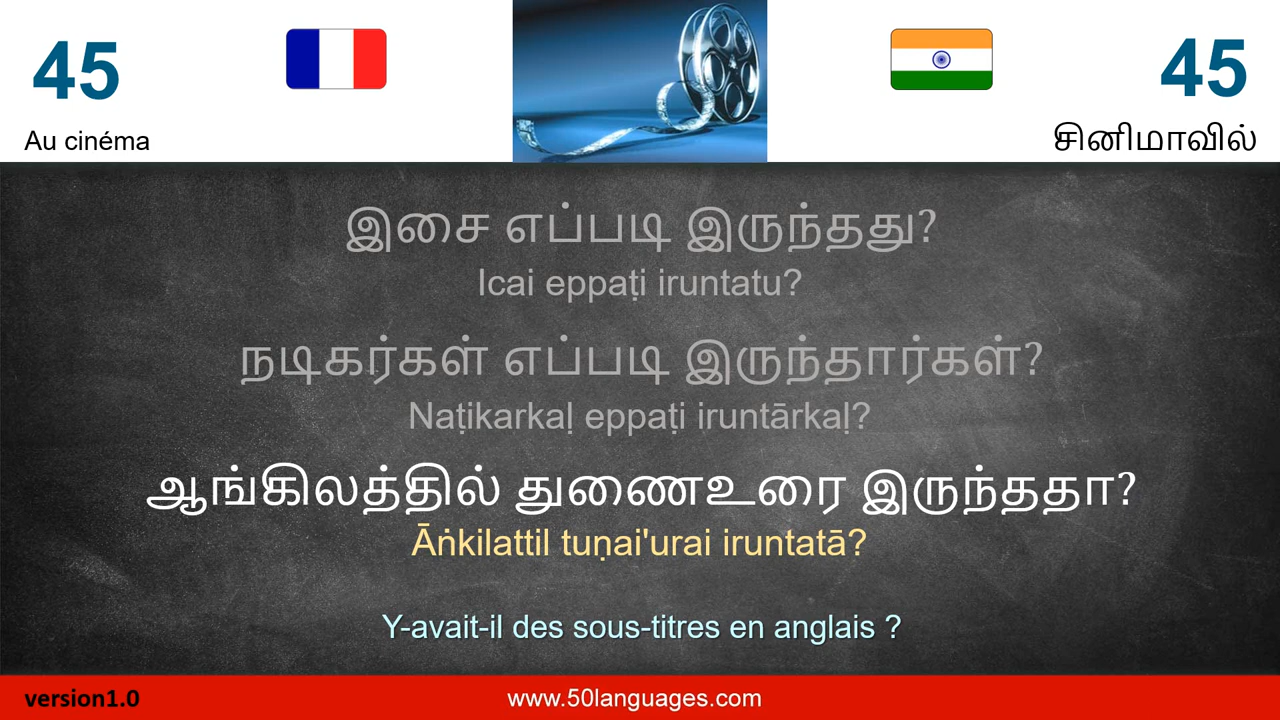 45
45
Au cinéma
சினிமாவில்
இசை எப்படி இருந்தது?
Icai eppaṭi iruntatu?
நடிகர்கள் எப்படி இருந்தார்கள்?
Naṭikarkaḷ eppaṭi iruntārkaḷ?
ஆங்கிலத்தில் துணைஉரை இருந்ததா?
Āṅkilattil tuṇai'urai iruntatā?
Y-avait-il des sous-titres en anglais ?
version1.0
www.50languages.com